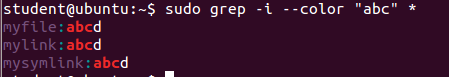 student@ubuntu:~$ sudo grep -i --color "abc" *
myfile:abcd
mylink:abcd
mysymlink:abcd
student@ubuntu:~$